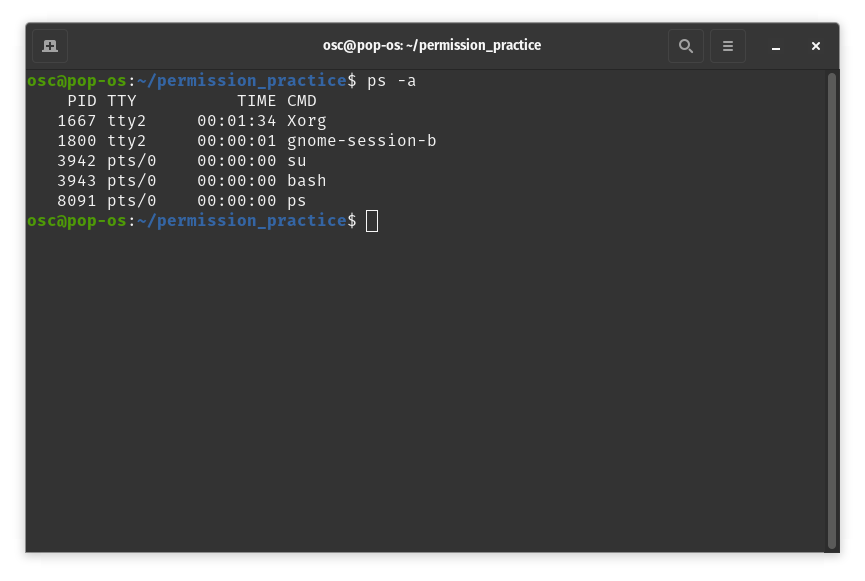 osc@pop-os: ~/permission_practice
osc@pop-os:~/permission_practice$ ps -a
    PID TTY          TIME CMD
   1667 tty2     00:01:34 Xorg
   1800 tty2     00:00:01 gnome-session-b
   3942 pts/0    00:00:00 su
   3943 pts/0    00:00:00 bash
   8091 pts/0    00:00:00 ps
osc@pop-os:~/permission_practice$